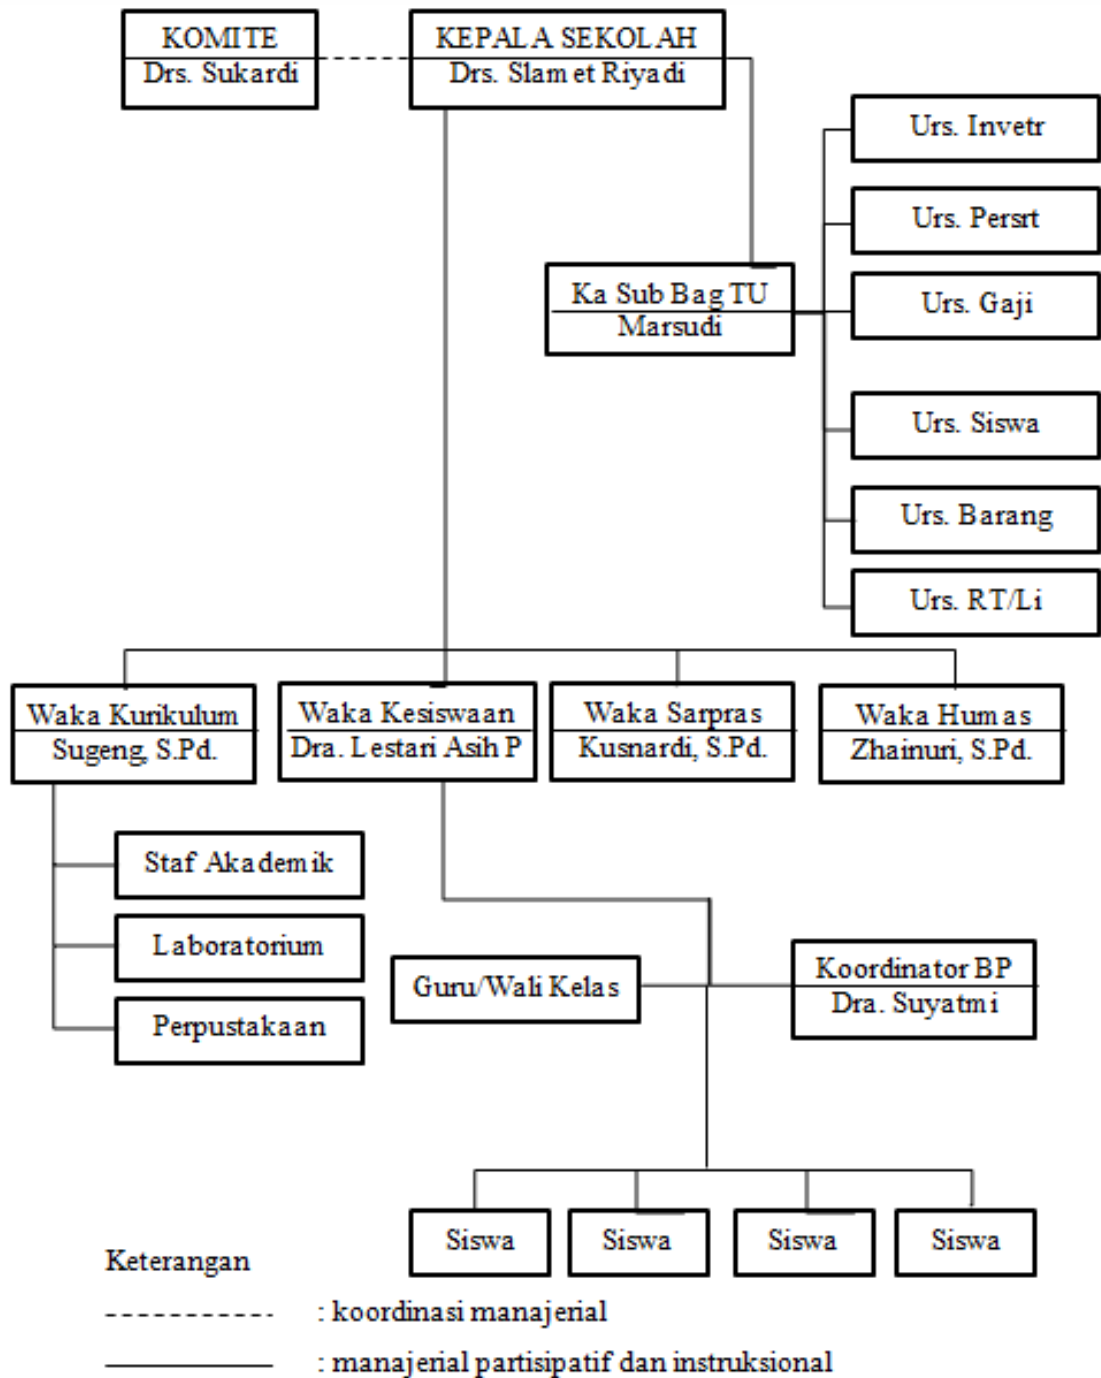 KOMITE
Drs. Sukardi
KEPALA SEKOLAH
Drs. Slamet Riyadi
Urs. Invetr
Urs. Persrt
Ka Sub Bag TU
Marsudi
Urs. Gaji
Urs. Siswa
Urs. Barang
Urs. RT/Li
Waka Kurikulum
Sugeng, S.Pd.
Waka Kesiswaan
Dra. Lestari Asih P
Waka Sarpras
Kusnardi, S.Pd.
Waka Humas
Zhainuri, S.Pd.
Staf Akademik
Laboratorium
Perpustakaan
Guru/Wali Kelas
Koordinator BP
Dra. Suyatmi
Siswa
Siswa
Siswa
Siswa
Keterangan
: koordinasi manajerial
: manajerial partisipatif dan instruksional